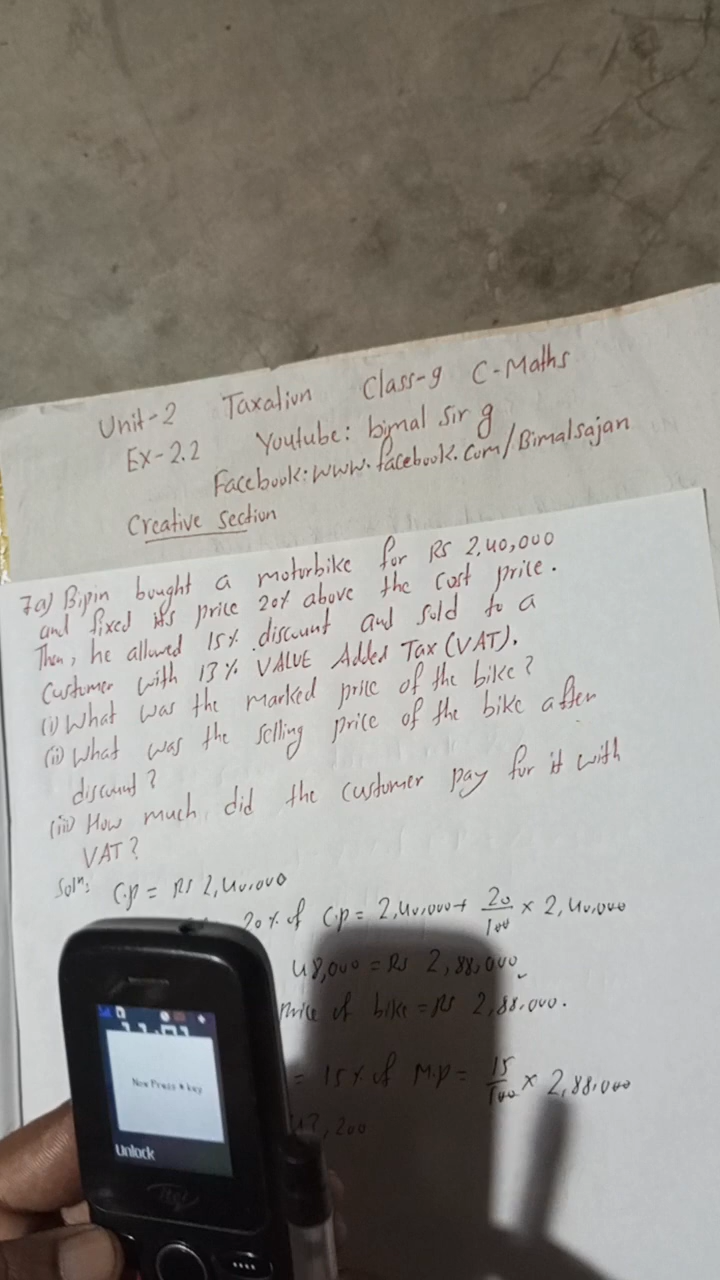 Unit-2 Taxation Class-9 C-Maths
Ex-2.2 Youtube: bimal sir g
Facebook: www.facebook.com/Bimalsajan
Creative section
7a) Bipin bought a motorbike for RS 2,40,000
and fixed its price 20% above the cost price.
Then, he allowed 15% discount and sold to a
Customer with 13% VALUE Added Tax (VAT).
(i) What was the marked price of the bike?
(ii) What was the selling price of the bike after
discount?
(iii) How much did the customer pay for it with
VAT?
Solⁿ: C.P = RS 2,40,000
20% of C.P = 2,40,000 + 20/100 × 2,40,000
48,000 = RS 2,88,000
price of bike = RS 2,88,000.
= 15% of M.P = 15/100 × 2,88,000
43,200
Now Press * key
Unlock
itel